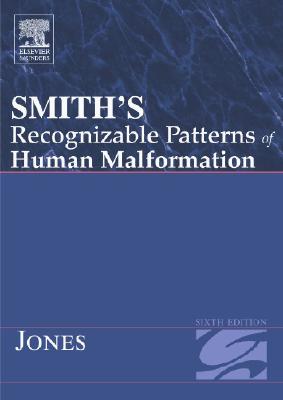 ELSEVIER
SAUNDERS
SMITH'S
Recognizable Patterns of
Human Malformation
SIXTH EDITION
JONES